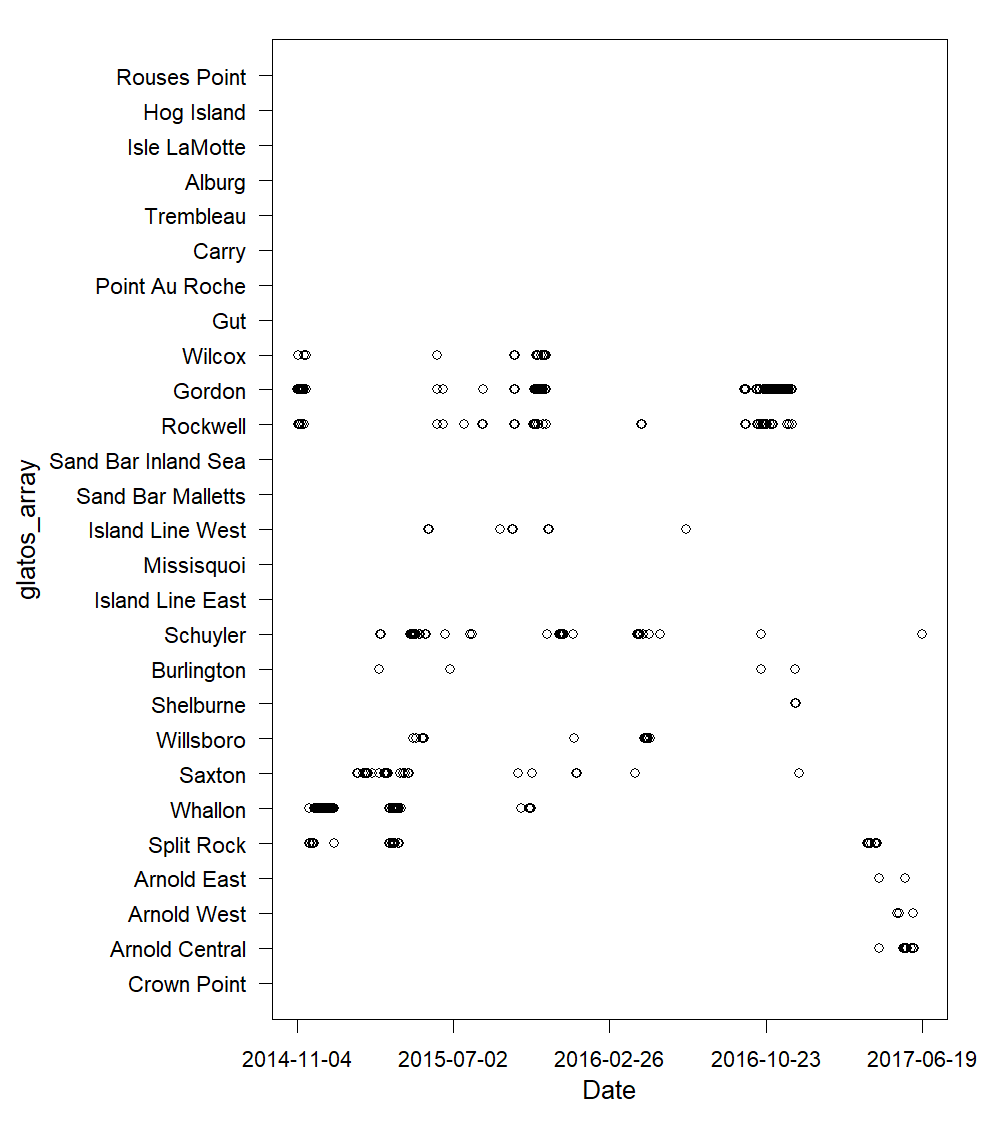 Rouses Point
Hog Island
Isle LaMotte
Alburg
Trembleau
Carry
Point Au Roche
Gut
Wilcox
Gordon
Rockwell
Sand Bar Inland Sea
Sand Bar Malletts
Island Line West
Missisquoi
Island Line East
Schuyler
Burlington
Shelburne
Willsboro
Saxton
Whallon
Split Rock
Arnold East
Arnold West
Arnold Central
Crown Point
glatos_array
2014-11-04 2015-07-02 2016-02-26 2016-10-23 2017-06-19
Date